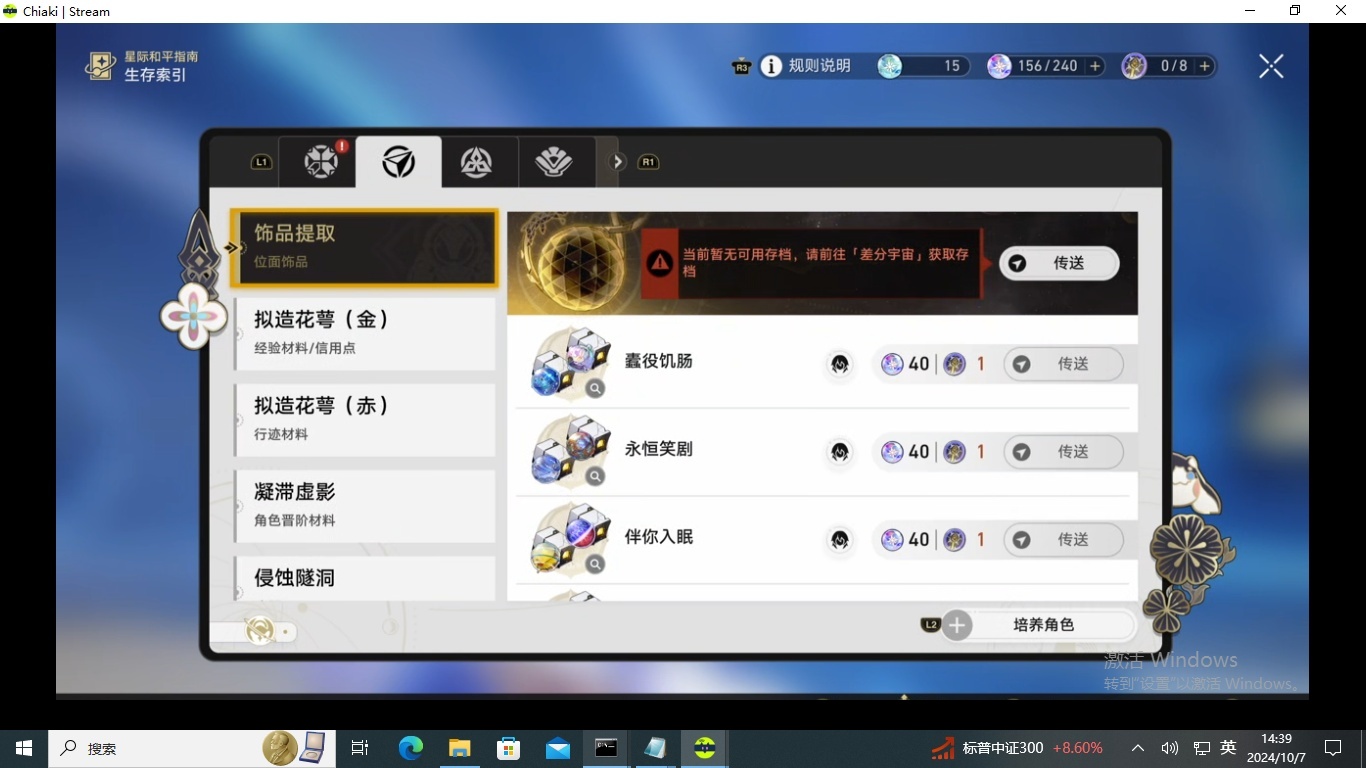 Chiaki | Stream
星际和平指南
生存索引
R3
规则说明
15
156/240
0/8
L1
R1
饰品提取
位面饰品
拟造花萼（金）
经验材料/信用点
拟造花萼（赤）
行迹材料
凝滞虚影
角色晋阶材料
侵蚀隧洞
当前暂无可用存档，请前往「差分宇宙」获取存
档
传送
蠹役饥肠
40
1
传送
永恒笑剧
40
1
传送
伴你入眠
40
1
传送
L2
培养角色
激活 Windows
转到"设置"以激活 Windows。
搜索
标普中证300 +8.60%
英
14:39
2024/10/7